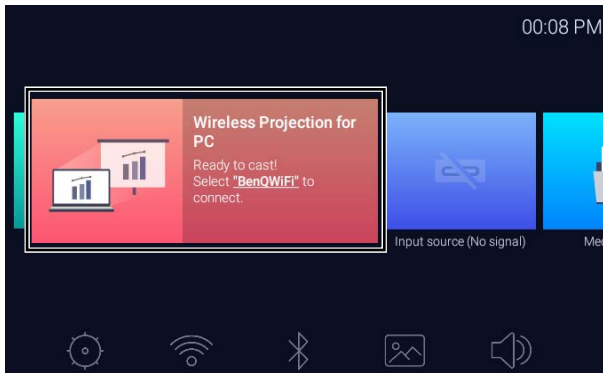 00:08 PM
Wireless Projection for
PC
Ready to cast!
Select "BenQWiFi" to
connect.
Input source (No signal)